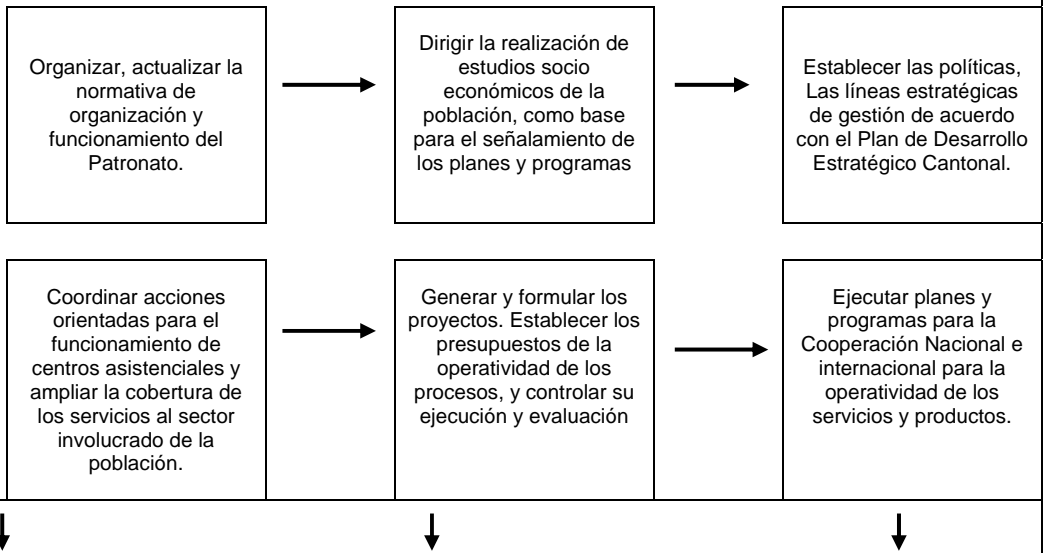 Organizar, actualizar la
normativa de
organización y
funcionamiento del
Patronato.
Dirigir la realización de
estudios socio
económicos de la
población, como base
para el señalamiento de
los planes y programas
Establecer las políticas,
Las líneas estratégicas
de gestión de acuerdo
con el Plan de Desarrollo
Estratégico Cantonal.
Coordinar acciones
orientadas para el
funcionamiento de
centros asistenciales y
ampliar la cobertura de
los servicios al sector
involucrado de la
población.
Generar y formular los
proyectos. Establecer los
presupuestos de la
operatividad de los
procesos, y controlar su
ejecución y evaluación
Ejecutar planes y
programas para la
Cooperación Nacional e
internacional para la
operatividad de los
servicios y productos.